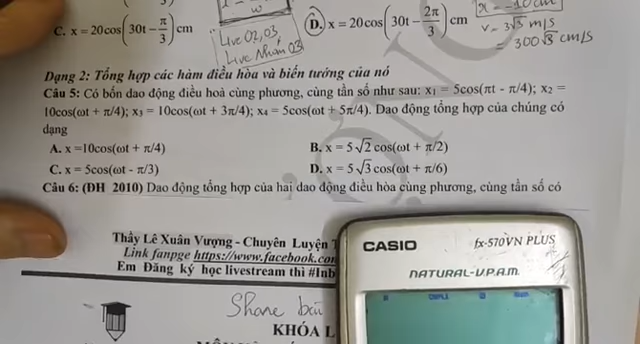 C. x = 20cos(30t − π/3)cm
D. x = 20cos(30t − 2π/3) cm
Live 02,03,
Live Nhóm 03
x = -10 cm
v = 3√3 m/s
= 300√3 cm/s
Dạng 2: Tổng hợp các hàm điều hòa và biến tướng của nó
Câu 5: Có bốn dao động điều hoà cùng phương, cùng tần số như sau: x₁ = 5cos(πt - π/4); x₂ =
10cos(ωt + π/4); x₃ = 10cos(ωt + 3π/4); x₄ = 5cos(ωt + 5π/4). Dao động tổng hợp của chúng có
dạng
A. x =10cos(ωt + π/4)
B. x = 5√2 cos(ωt + π/2)
C. x = 5cos(ωt - π/3)
D. x = 5√3 cos(ωt + π/6)
Câu 6: (ĐH 2010) Dao động tổng hợp của hai dao động điều hòa cùng phương, cùng tần số có
Thầy Lê Xuân Vượng - Chuyên Luyện
Link fanpge https://www.facebook.com
Em Đăng ký học livestream thì #Inb
CASIO fx-570VN PLUS
NATURAL-V.P.A.M.
Share bài
KHÓA L